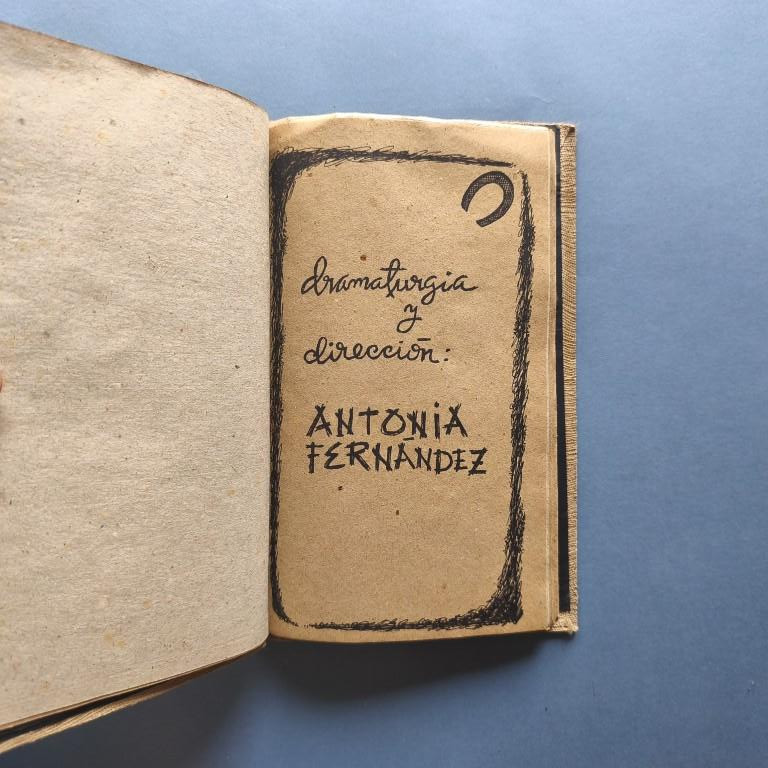 dramaturgia
y
dirección:
ANTONIA
FERNÁNDEZ